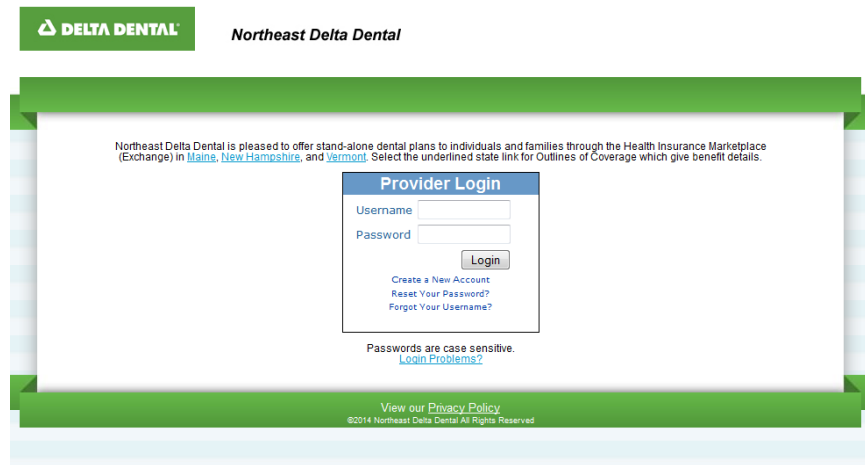 DELTA DENTAL®
Northeast Delta Dental
Northeast Delta Dental is pleased to offer stand-alone dental plans to individuals and families through the Health Insurance Marketplace
(Exchange) in Maine, New Hampshire, and Vermont. Select the underlined state link for Outlines of Coverage which give benefit details.
Provider Login
Username
Password
Login
Create a New Account
Reset Your Password?
Forgot Your Username?
Passwords are case sensitive.
Login Problems?
View our Privacy Policy
©2014 Northeast Delta Dental All Rights Reserved